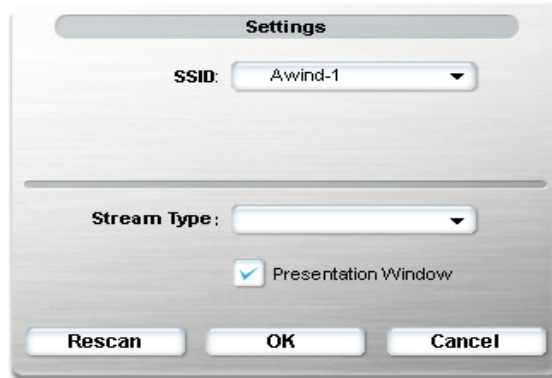 Settings
SSID: Awind-1
Stream Type:
Presentation Window
Rescan OK Cancel